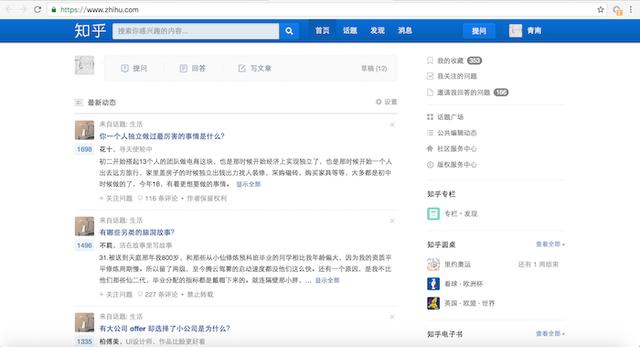 https://www.zhihu.com
知乎 搜索你感兴趣的内容... 首页 话题 发现 消息 提问 青南
提问 回答 写文章 草稿 (12)
最新动态 设置
来自话题: 生活
1698 你一个人独立做过最厉害的事情是什么?
花十，寻天使轮中
初二开始搭起13个人的团队做电商这块，也是那时候开始经济上实现独立了，也是那时候开始一个人
出去远方旅行，家里盖房子的时候独立出钱出力找人装修，采购磁砖，购买家具等等，大多都是初中
时候做的了，今年18，有着更想要做的事情。 显示全部
+ 关注问题 116 条评论 • 作者保留权利
来自话题: 生活
1496 有哪些另类的脑洞故事?
不羁，活在故事里写故事
31.被送到天庭那年我800岁，和那些从小仙修炼预科班毕业的同学相比我年龄偏大，因为我的资质平
平修炼周期慢。所以留了两级，至今腾云驾雾的启动速度都没他们这么快。还有一个原因，是我不比
他们那些仙二代，毕业分配的指标都是戴帽下来的。就连隔壁那小胖，... 显示全部
+ 关注问题 227 条评论 • 禁止转载
来自话题: 生活
1335 有大公司 offer 却选择了小公司是为什么?
柏傅美，UI设计师，作品比脸更好看
我的收藏 353
我关注的问题
邀请我回答的问题 166
话题广场
公共编辑动态
社区服务中心
版权服务中心
知乎专栏
专栏 • 发现
知乎圆桌 查看全部 »
里约奥运 还有 1 周结束
看球 • 欧洲杯
英国 • 欧盟 • 世界
知乎电子书 查看全部 »